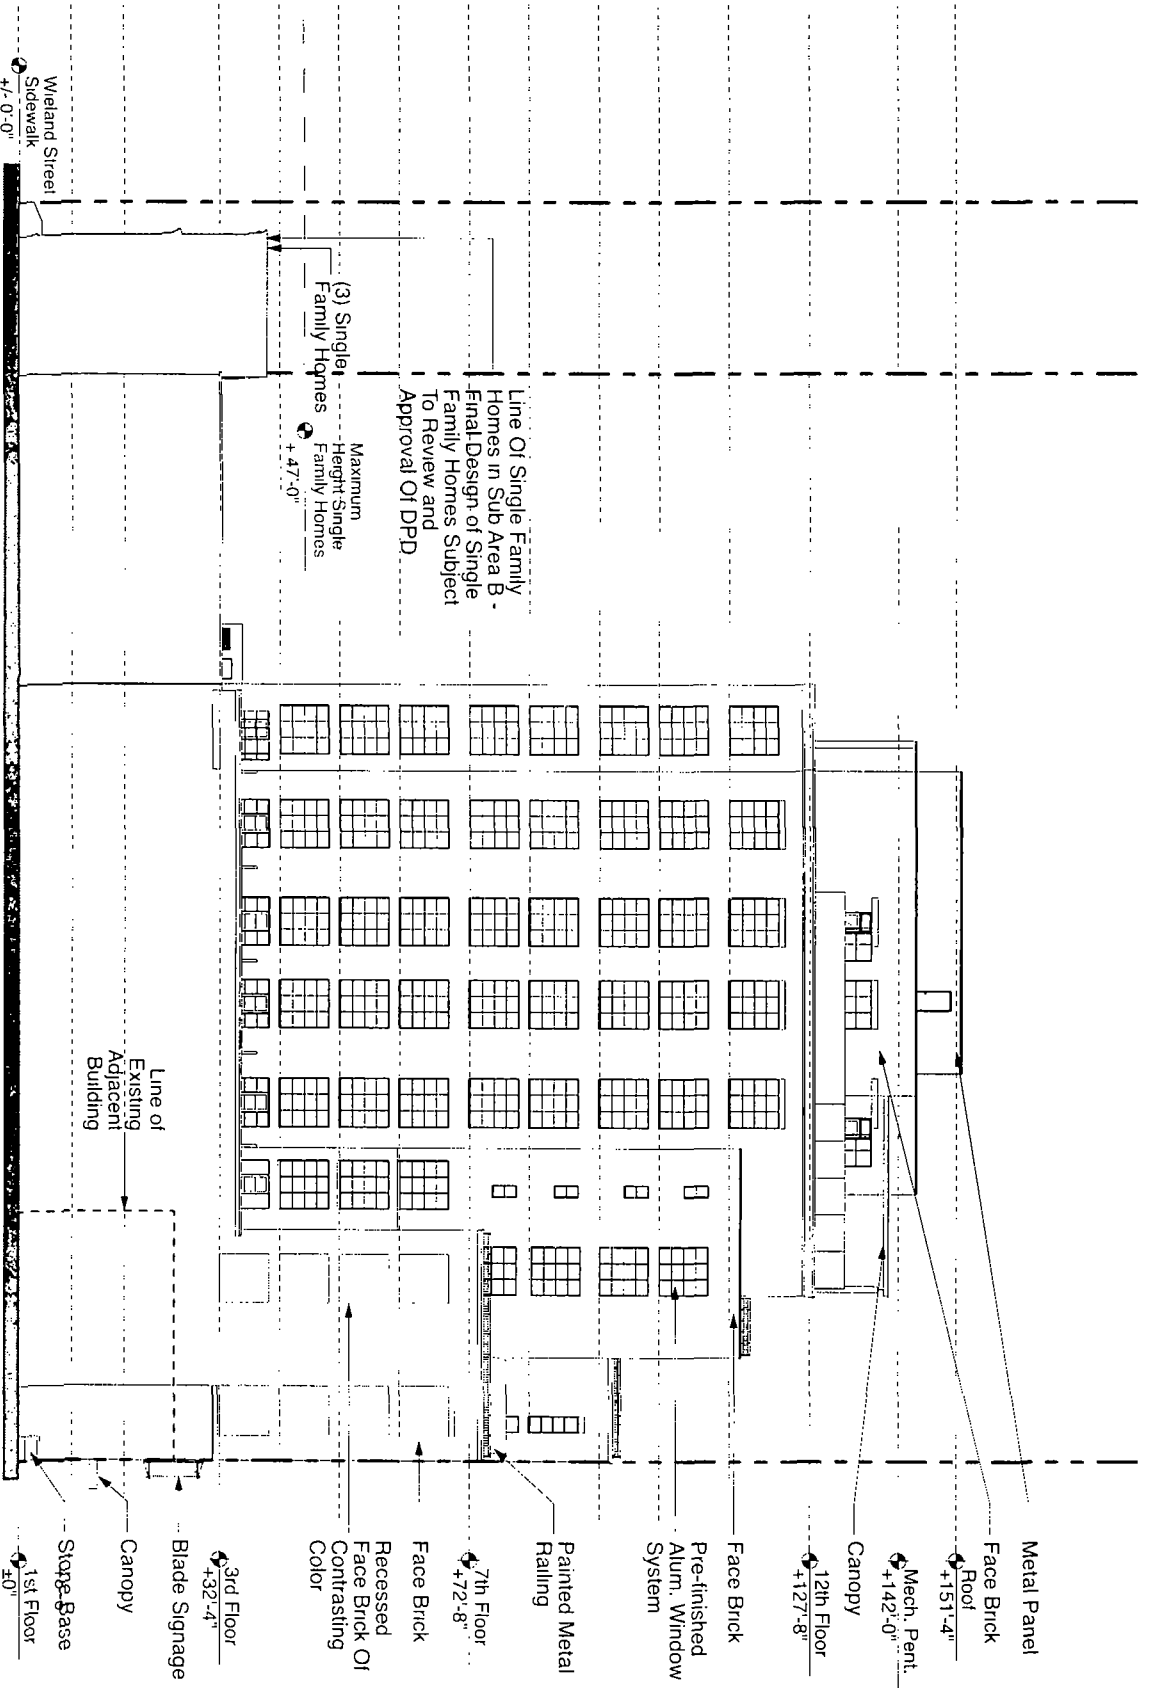 Metal Panel
Face Brick
Roof
+151'-4"
Mech. Pent.
+142'-0"
Canopy
12th Floor
+127'-8"
Face Brick
Pre-finished
Alum. Window
System
Painted Metal
Railing
7th Floor
+72'-8"
Face Brick
Recessed
Face Brick Of
Contrasting
Color
3rd Floor
+32'-4"
Blade Signage
Canopy
Stone Base
1st Floor
±0"
Line Of Single Family
Homes in Sub Area B -
Final Design of Single
Family Homes Subject
To Review and
Approval Of DPD
(3) Single
Family Homes
Maximum
Height Single
Family Homes
+ 47'-0"
Line of
Existing
Adjacent
Building
Wieland Street
Sidewalk
+/- 0'-0"